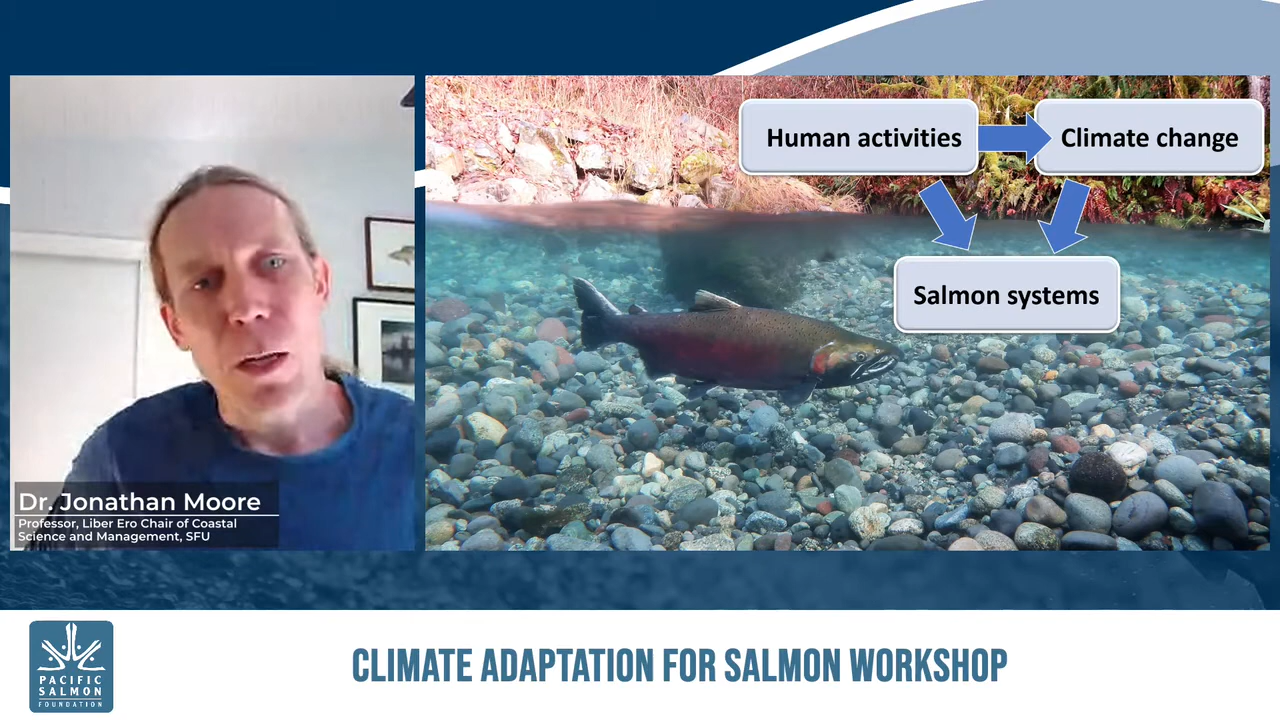 Human activities
Climate change
Salmon systems
Dr. Jonathan Moore
Professor, Liber Ero Chair of Coastal
Science and Management, SFU
PACIFIC
SALMON
FOUNDATION
CLIMATE ADAPTATION FOR SALMON WORKSHOP